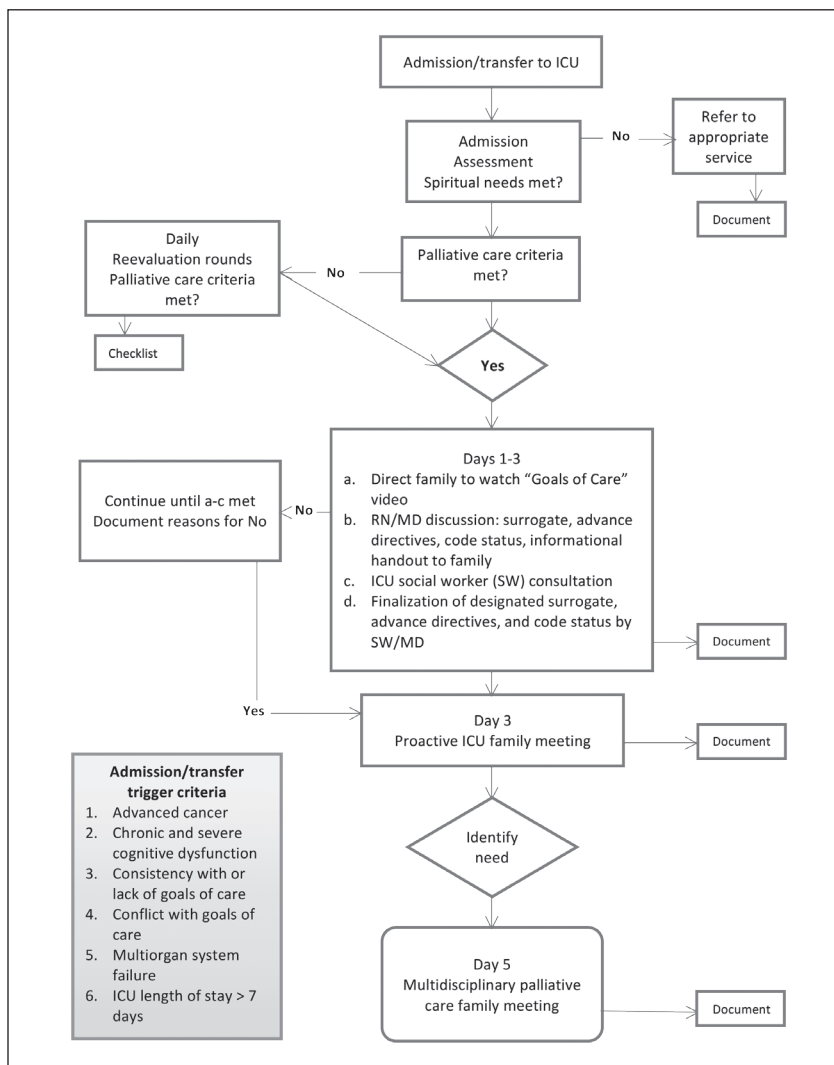 Admission/transfer to ICU
Admission
Assessment
Spiritual needs met?
No
Refer to
appropriate
service
Document
Daily
Reevaluation rounds
Palliative care criteria
met?
No
Palliative care criteria
met?
Checklist
Yes
Days 1-3
a. Direct family to watch “Goals of Care”
video
b. RN/MD discussion: surrogate, advance
directives, code status, informational
handout to family
c. ICU social worker (SW) consultation
d. Finalization of designated surrogate,
advance directives, and code status by
SW/MD
No
Continue until a-c met
Document reasons for No
Document
Yes
Day 3
Proactive ICU family meeting
Document
Admission/transfer
trigger criteria
1. Advanced cancer
2. Chronic and severe
cognitive dysfunction
3. Consistency with or
lack of goals of care
4. Conflict with goals of
care
5. Multiorgan system
failure
6. ICU length of stay > 7
days
Identify
need
Day 5
Multidisciplinary palliative
care family meeting
Document